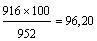 916 × 100
952
= 96,20